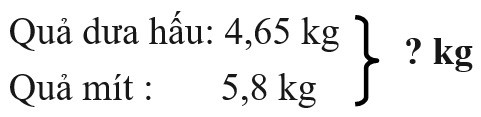 Quả dưa hấu: 4,65 kg
Quả mít : 5,8 kg
? kg